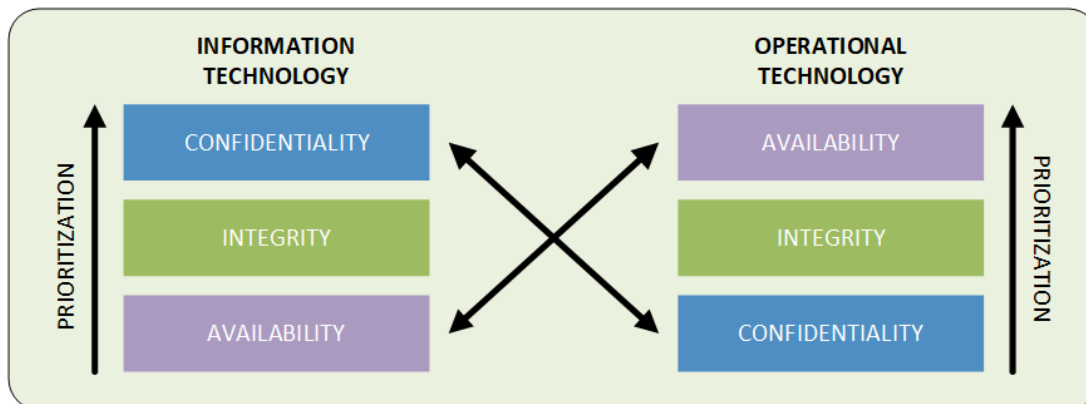 INFORMATION
TECHNOLOGY
OPERATIONAL
TECHNOLOGY
PRIORITIZATION
CONFIDENTIALITY
INTEGRITY
AVAILABILITY
AVAILABILITY
INTEGRITY
CONFIDENTIALITY
PRIORITIZATION